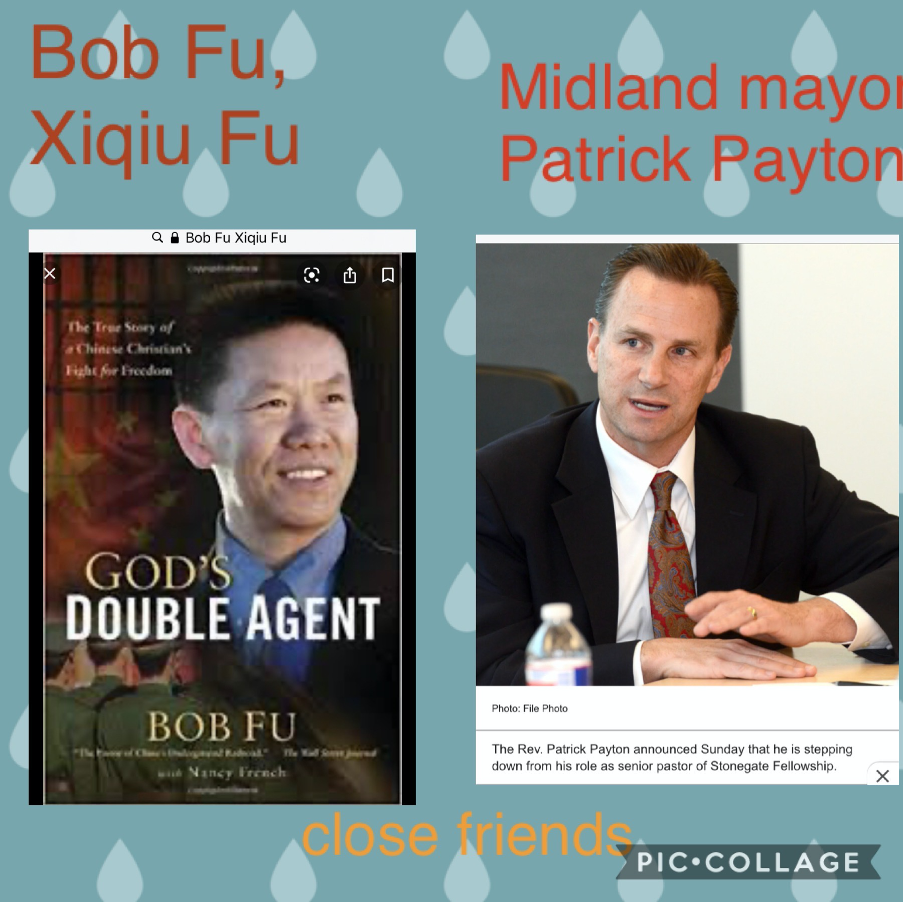 Bob Fu,
Xiqiu Fu
Midland mayor
Patrick Payton
Bob Fu Xiqiu Fu
The True Story of
a Chinese Christian's
Fight for Freedom
GOD'S
DOUBLE AGENT
BOB FU
"The Pastor of China's Underground Railroad." The Wall Street Journal
with Nancy French
Photo: File Photo
The Rev. Patrick Payton announced Sunday that he is stepping
down from his role as senior pastor of Stonegate Fellowship.
close friends
PIC•COLLAGE